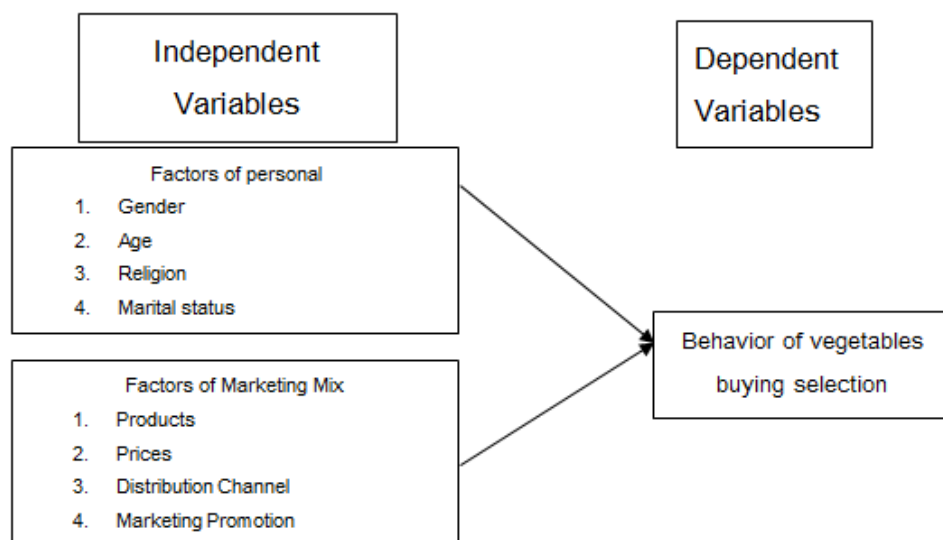 Independent
Variables
Dependent
Variables
Factors of personal
1. Gender
2. Age
3. Religion
4. Marital status
Factors of Marketing Mix
1. Products
2. Prices
3. Distribution Channel
4. Marketing Promotion
Behavior of vegetables
buying selection